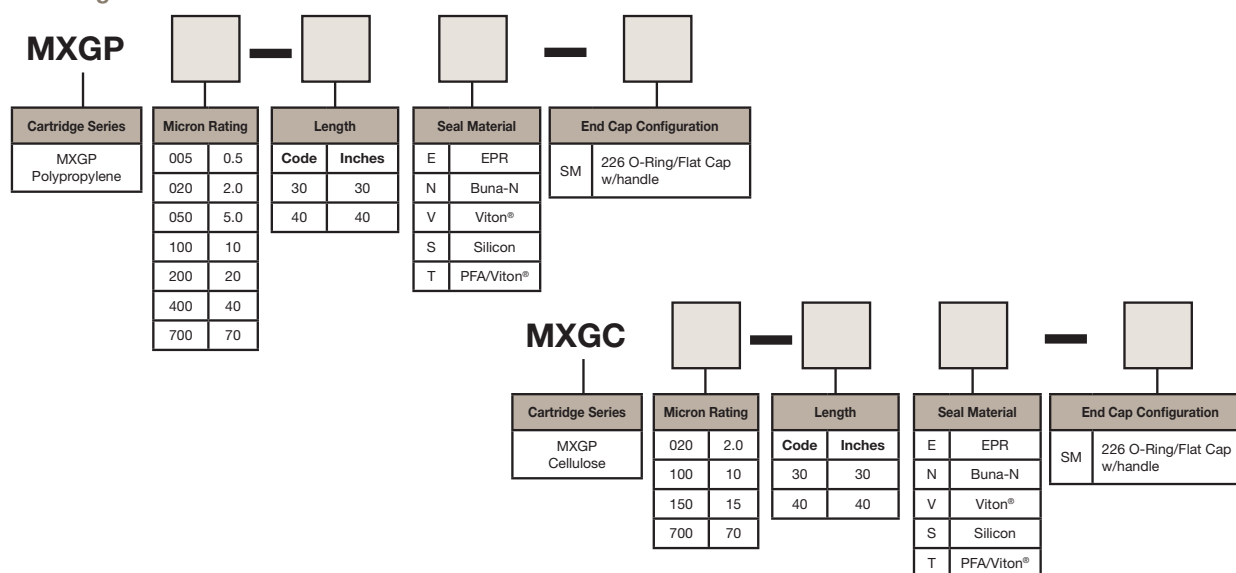 MXGP
Cartridge Series
MXGP
Polypropylene
Micron Rating
005 0.5
020 2.0
050 5.0
100 10
200 20
400 40
700 70
Length
Code Inches
30 30
40 40
Seal Material
E EPR
N Buna-N
V Viton®
S Silicon
T PFA/Viton®
End Cap Configuration
SM 226 O-Ring/Flat Cap
w/handle
MXGC
Cartridge Series
MXGP
Cellulose
Micron Rating
020 2.0
100 10
150 15
700 70
Length
Code Inches
30 30
40 40
Seal Material
E EPR
N Buna-N
V Viton®
S Silicon
T PFA/Viton®
End Cap Configuration
SM 226 O-Ring/Flat Cap
w/handle